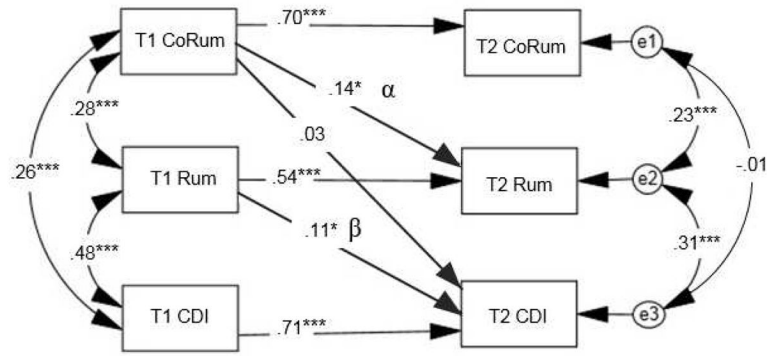 T1 CoRum
.70***
T2 CoRum
e1
.28***
.14* α
.23***
.03
.26***
T1 Rum
.54***
T2 Rum
e2
-.01
.11* β
.48***
.31***
T1 CDI
.71***
T2 CDI
e3